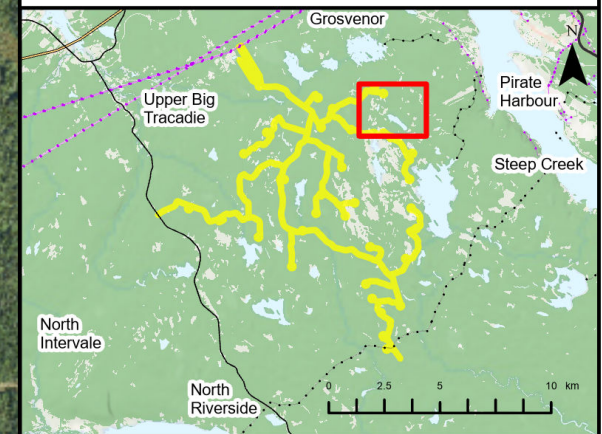 Grosvenor
N
Pirate
Harbour
Upper Big
Tracadie
Steep Creek
North
Intervale
North
Riverside
0 2.5 5 10 km